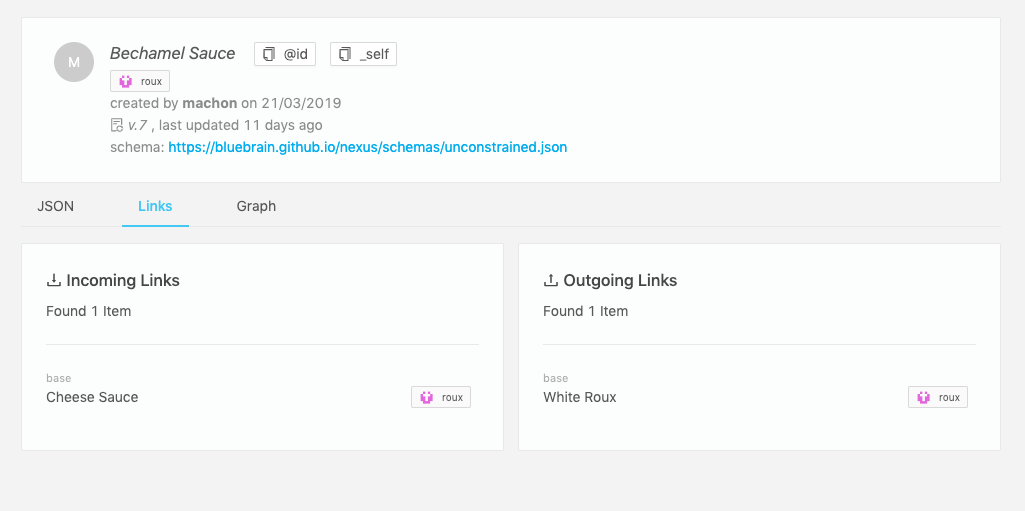 M
Bechamel Sauce @id _self
roux
created by machon on 21/03/2019
v.7 , last updated 11 days ago
schema: https://bluebrain.github.io/nexus/schemas/unconstrained.json
JSON Links Graph
Incoming Links
Found 1 Item
base
Cheese Sauce roux
Outgoing Links
Found 1 Item
base
White Roux roux